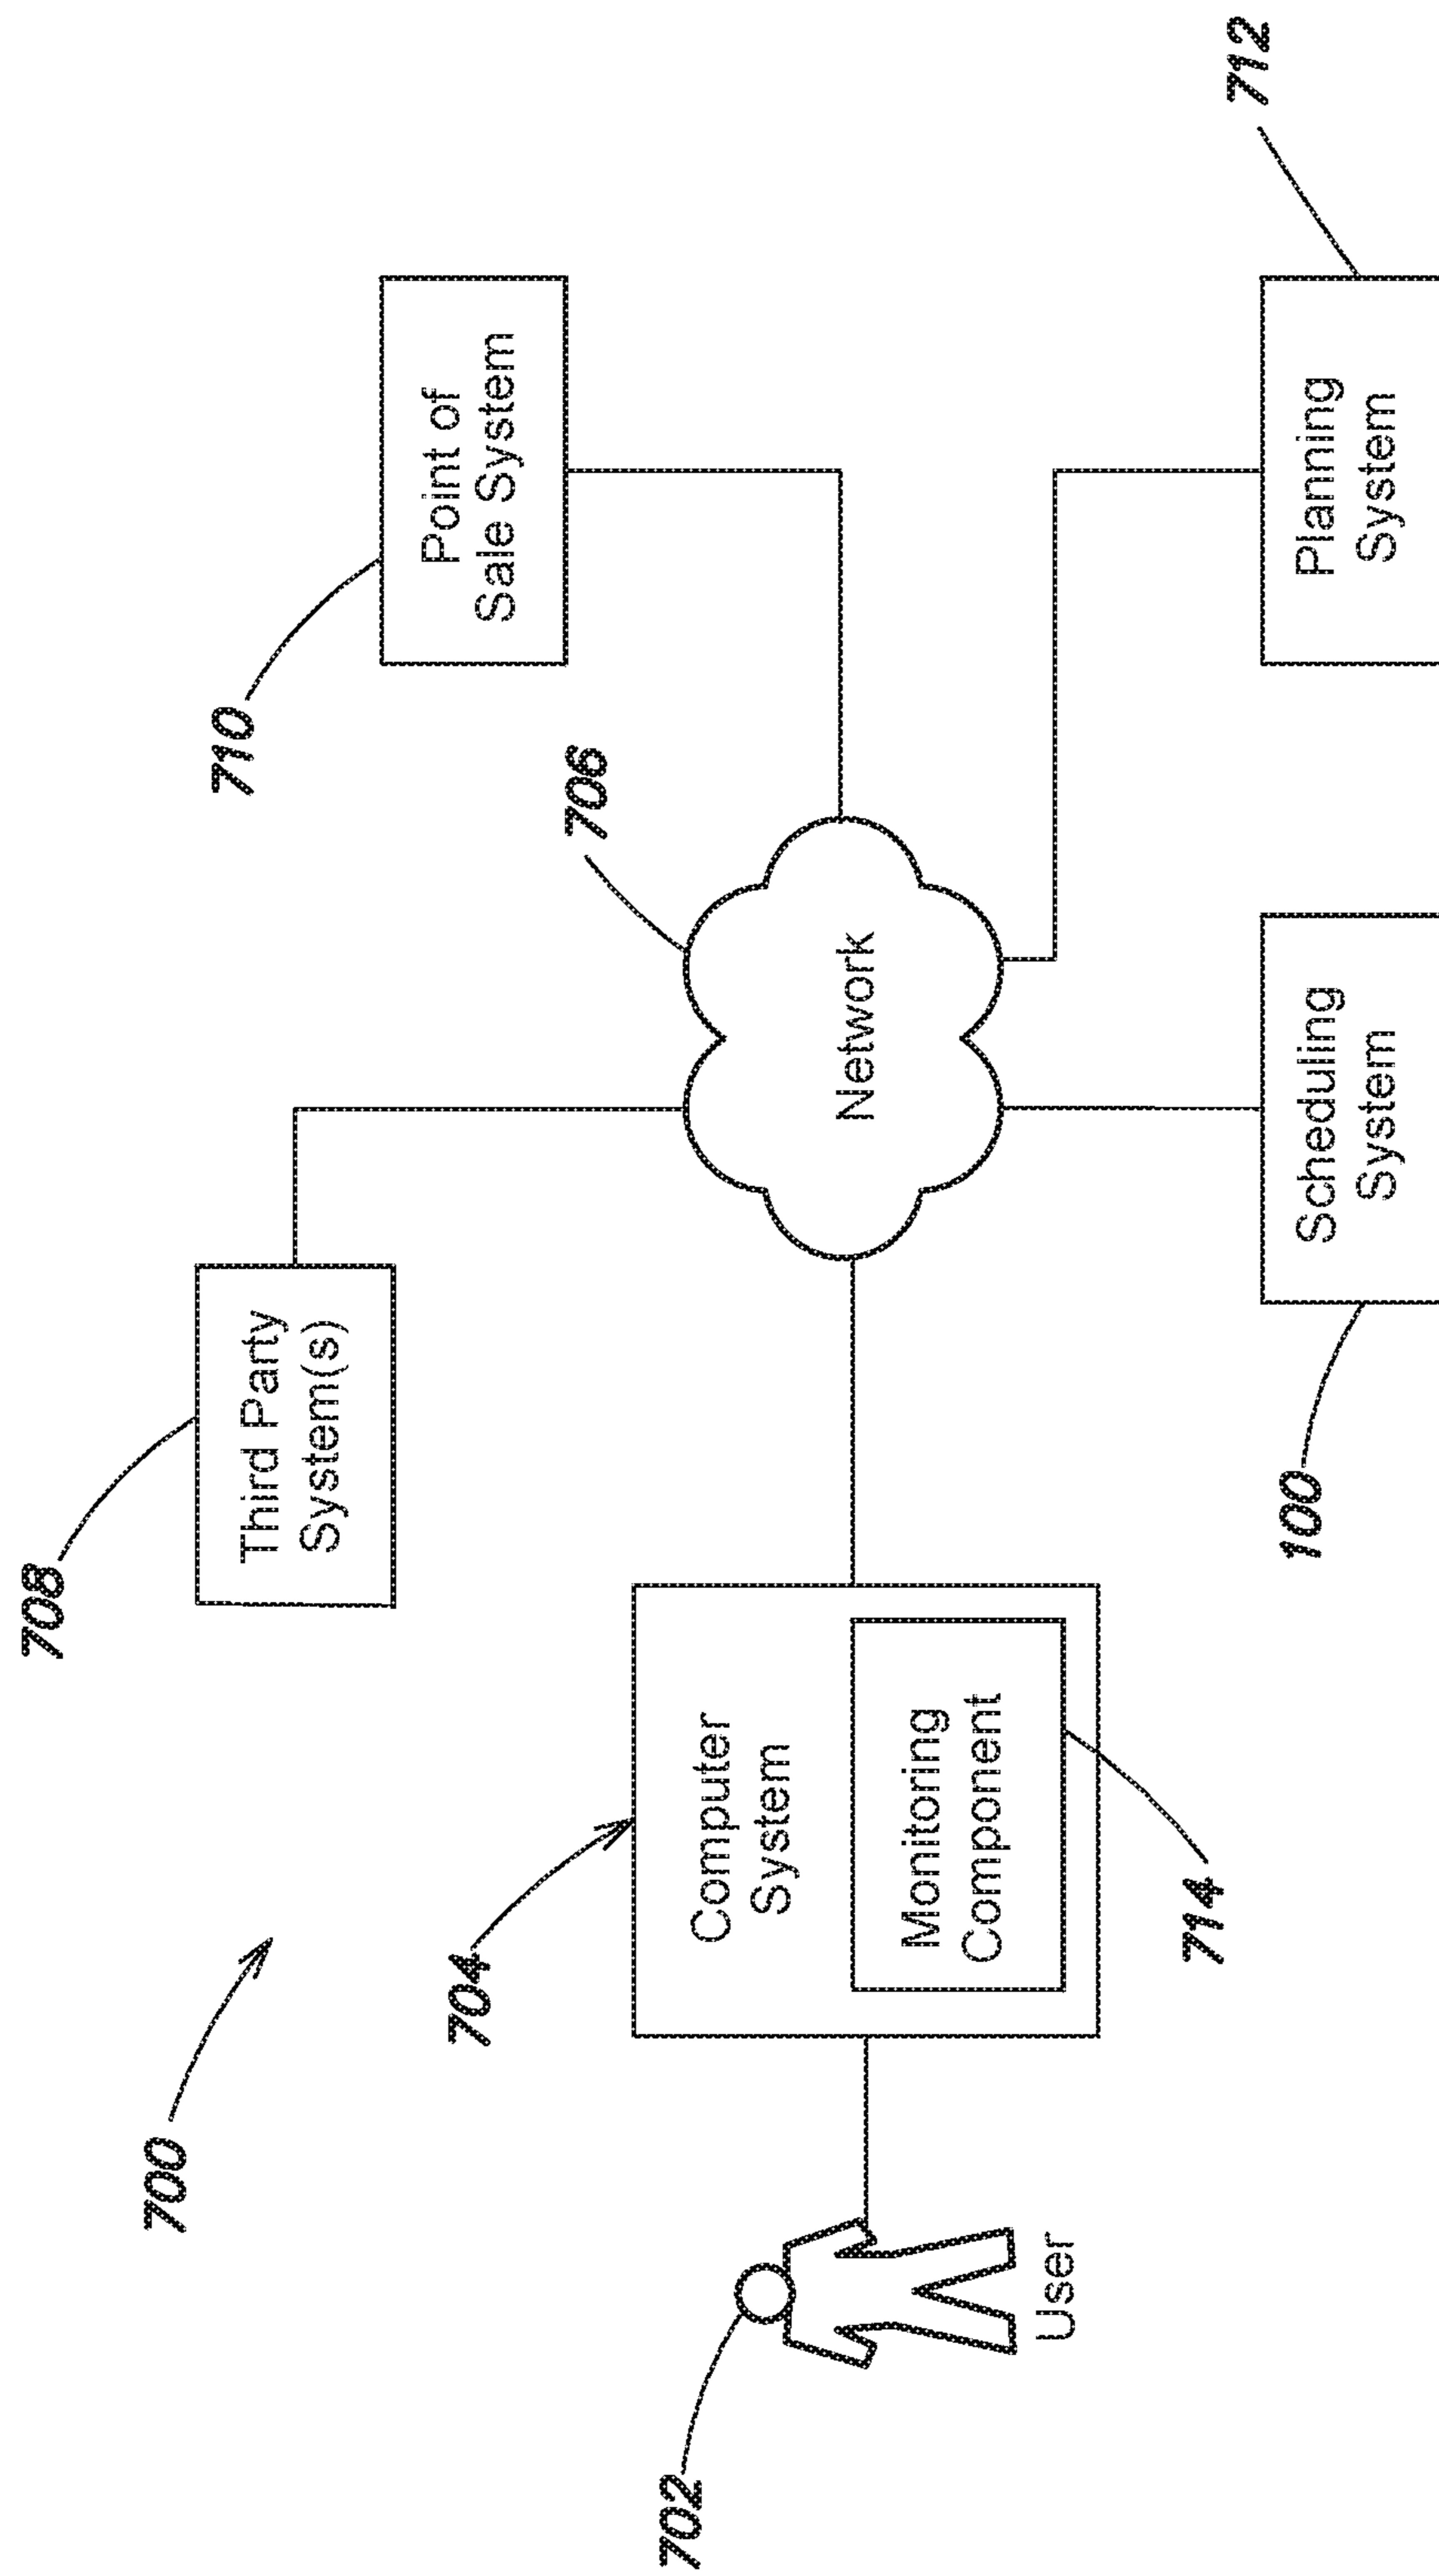 708
Third Party
System(s)
710
Point of
Sale System
700
704
Computer
System
Monitoring
Component
714
706
Network
702
User
100
Scheduling
System
712
Planning
System